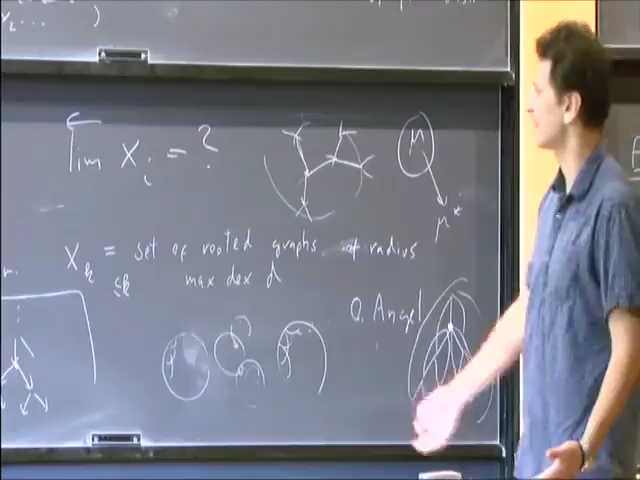 lim X_i = ?
μ
μ*
X_k = set of rooted graphs of radius
≤k max deg d
O. Angel